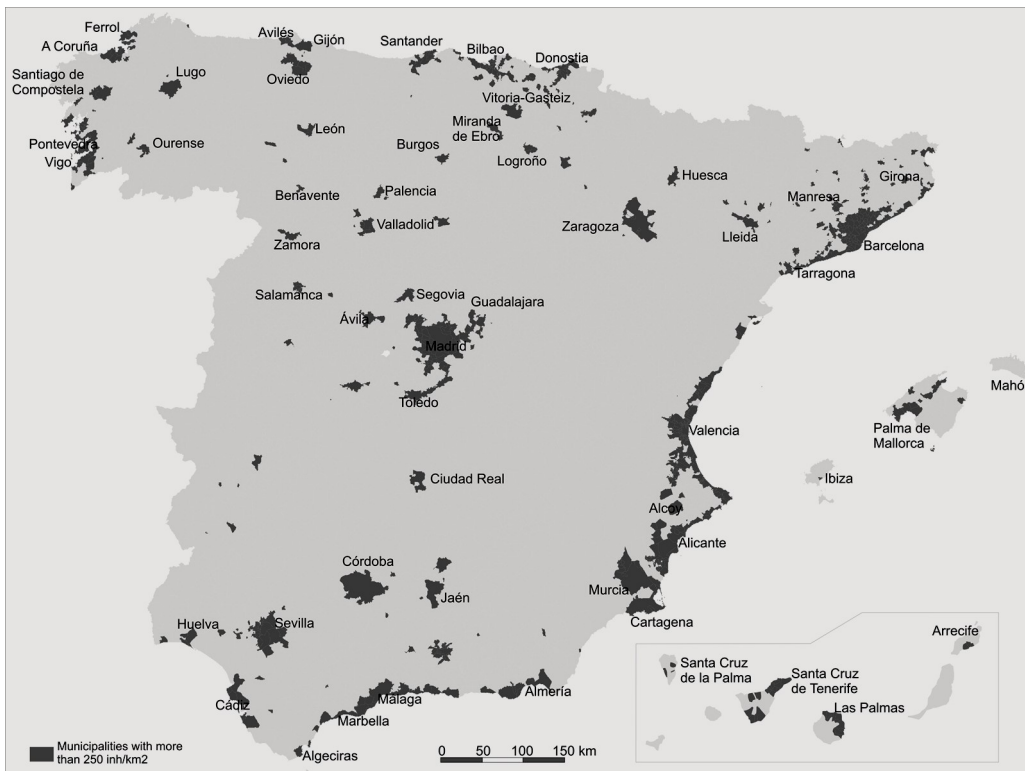 Ferrol
A Coruña
Santiago de
Compostela
Lugo
Pontevedra
Vigo
Ourense
Avilés
Gijón
Oviedo
Santander
Bilbao
Donostia
Vitoria-Gasteiz
Miranda
de Ebro
Logroño
León
Burgos
Benavente
Palencia
Valladolid
Zamora
Huesca
Zaragoza
Lleida
Manresa
Girona
Barcelona
Tarragona
Salamanca
Segovia
Ávila
Guadalajara
Madrid
Toledo
Mahó
Palma de
Mallorca
Ibiza
Valencia
Ciudad Real
Alcoy
Alicante
Murcia
Cartagena
Córdoba
Jaén
Huelva
Sevilla
Cádiz
Málaga
Marbella
Almería
Algeciras
Arrecife
Santa Cruz
de la Palma
Santa Cruz
de Tenerife
Las Palmas
Municipalities with more
than 250 inh/km2
0 50 100 150 km